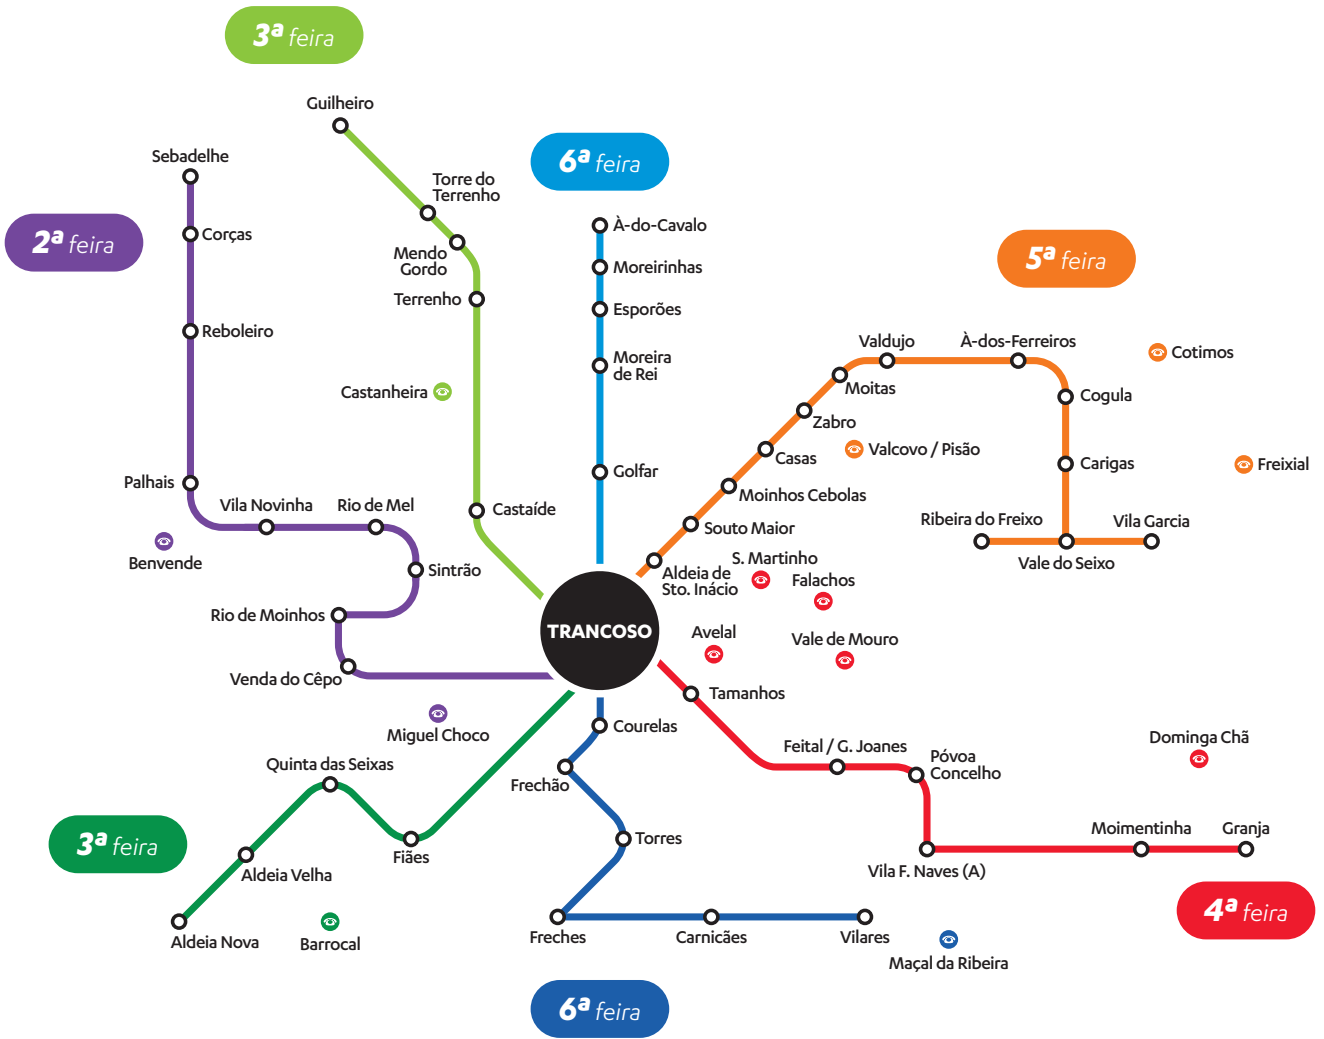 3ª feira
Guilheiro
Torre do
Terrenho
Mendo
Gordo
Terrenho
Castanheira
Castaíde
Sebadelhe
Corças
2ª feira
Reboleiro
Palhais
Vila Novinha
Rio de Mel
Benvende
Sintrão
Rio de Moinhos
Venda do Cêpo
Miguel Choco
6ª feira
À-do-Cavalo
Moreirinhas
Esporões
Moreira
de Rei
Golfar
5ª feira
Valdujo
À-dos-Ferreiros
Cotimos
Moitas
Cogula
Zabro
Valcovo / Pisão
Casas
Carigas
Freixial
Moinhos Cebolas
Souto Maior
Ribeira do Freixo
Vila Garcia
Vale do Seixo
Aldeia de
Sto. Inácio
S. Martinho
Falachos
TRANCOSO
Avelal
Vale de Mouro
Tamanhos
Feital / G. Joanes
Póvoa
Concelho
Dominga Chã
Moimentinha
Granja
Vila F. Naves (A)
4ª feira
Quinta das Seixas
3ª feira
Fiães
Aldeia Velha
Aldeia Nova
Barrocal
Courelas
Frechão
Torres
Freches
Carnicães
Vilares
Maçal da Ribeira
6ª feira